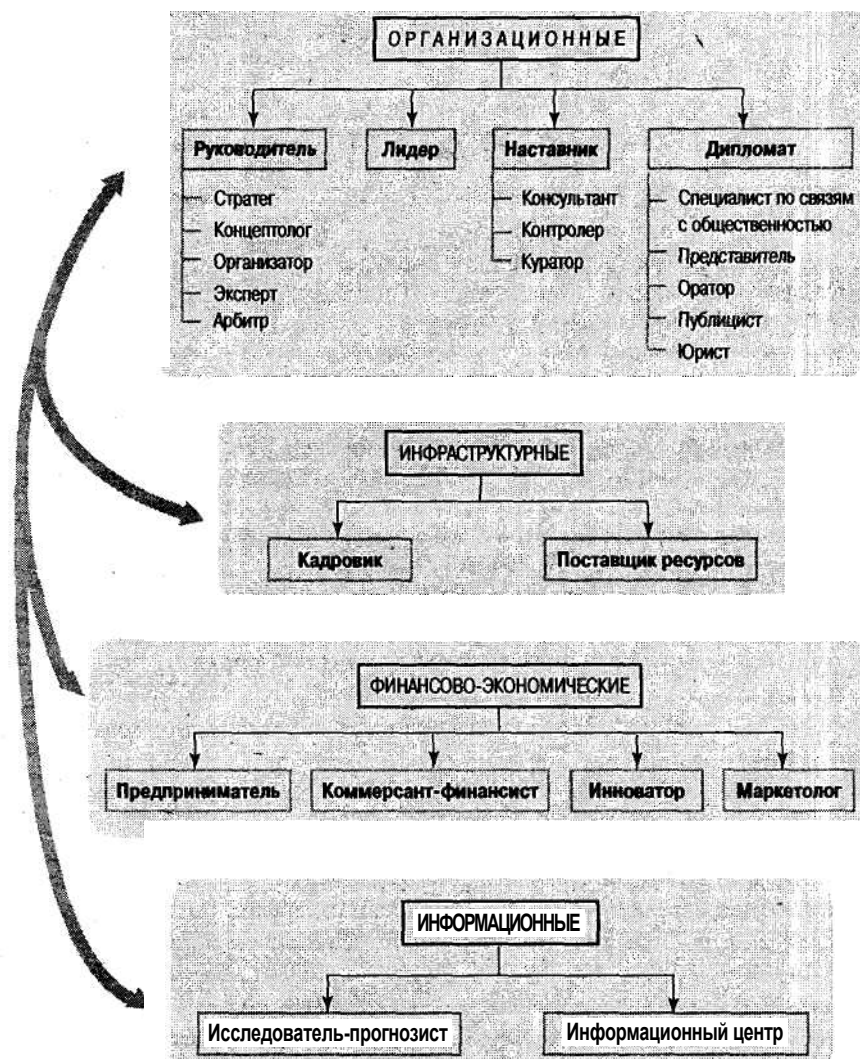 ОРГАНИЗАЦИОННЫЕ
Руководитель
Стратег
Концептолог
Организатор
Эксперт
Арбитр
Лидер
Наставник
Консультант
Контролер
Куратор
Дипломат
Специалист по связям
с общественностью
Представитель
Оратор
Публицист
Юрист
ИНФРАСТРУКТУРНЫЕ
Кадровик
Поставщик ресурсов
ФИНАНСОВО-ЭКОНОМИЧЕСКИЕ
Предприниматель
Коммерсант-финансист
Инноватор
Маркетолог
ИНФОРМАЦИОННЫЕ
Исследователь-прогнозист
Информационный центр